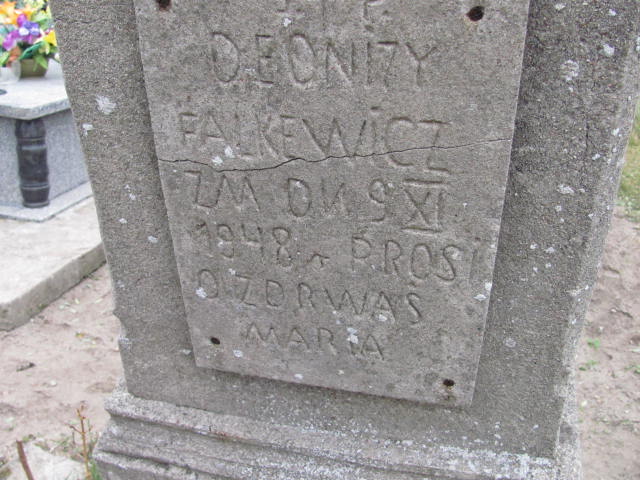 DEONIZY
FALKEWICZ
ZM DN 9 XI
1948 R PROSI
O ZDRWAŚ
MARIA